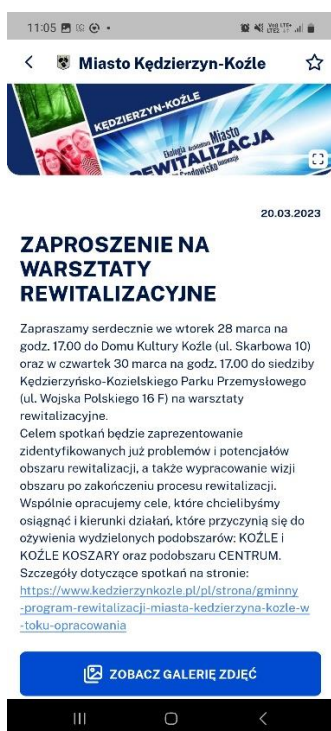 11:05
Miasto Kędzierzyn-Koźle
KĘDZIERZYN-KOŹLE
Ekologia
Miasto
REWITALIZACJA
Środowisko
20.03.2023
ZAPROSZENIE NA
WARSZTATY
REWITALIZACYJNE
Zapraszamy serdecznie we wtorek 28 marca na
godz. 17.00 do Domu Kultury Koźle (ul. Skarbowa 10)
oraz w czwartek 30 marca na godz. 17.00 do siedziby
Kędzierzyńsko-Kozielskiego Parku Przemysłowego
(ul. Wojska Polskiego 16 F) na warsztaty
rewitalizacyjne.
Celem spotkań będzie zaprezentowanie
zidentyfikowanych już problemów i potencjałów
obszaru rewitalizacji, a także wypracowanie wizji
obszaru po zakończeniu procesu rewitalizacji.
Wspólnie opracujemy cele, które chcielibyśmy
osiągnąć i kierunki działań, które przyczynią się do
ożywienia wydzielonych podobszarów: KOŹLE i
KOŹLE KOSZARY oraz podobszaru CENTRUM.
Szczegóły dotyczące spotkań na stronie:
https://www.kedzierzynkozle.pl/pl/strona/gminny
-program-rewitalizacji-miasta-kedzierzyna-kozle-w
-toku-opracowania
ZOBACZ GALERIĘ ZDJĘĆ